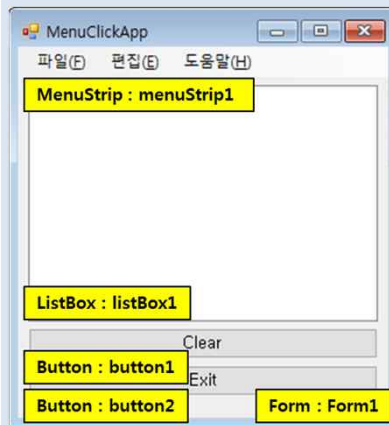 MenuClickApp
파일(F) 편집(E) 도움말(H)
MenuStrip : menuStrip1
ListBox : listBox1
Clear
Button : button1
Exit
Button : button2
Form : Form1